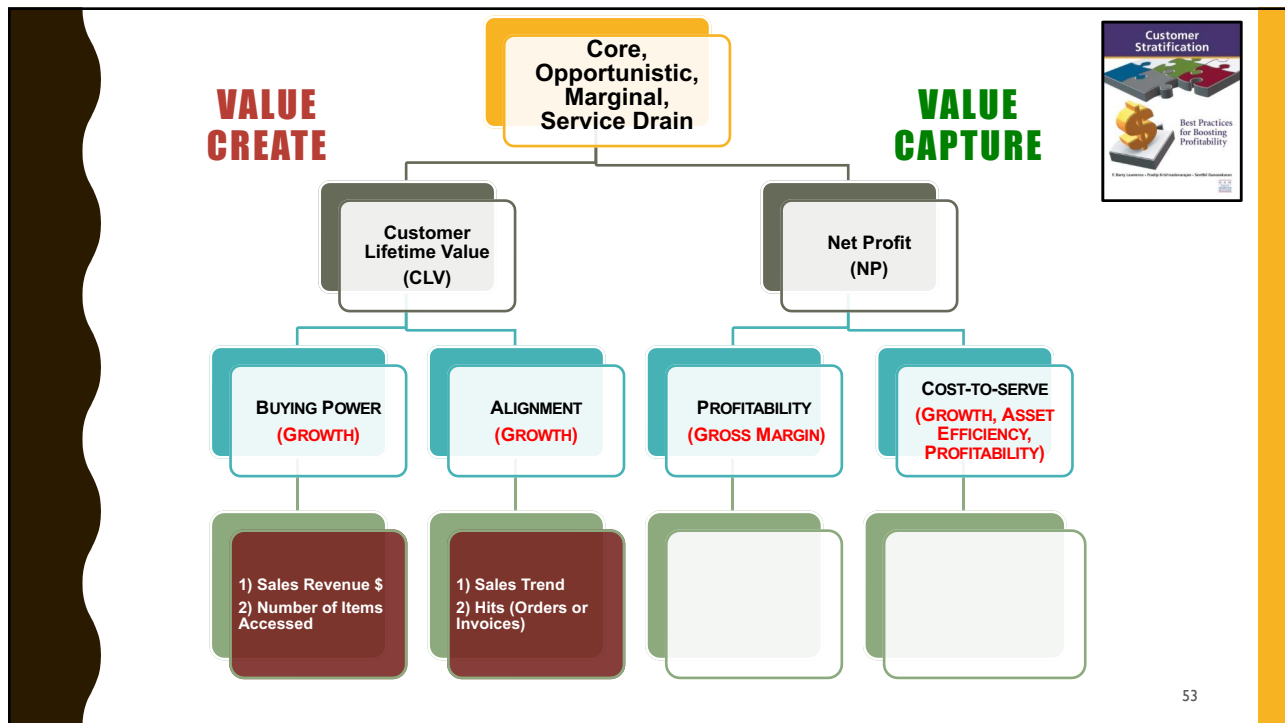 VALUE
CREATE
Core,
Opportunistic,
Marginal,
Service Drain
VALUE
CAPTURE
Customer
Stratification
Best Practices
for Boosting
Profitability
Customer
Lifetime Value
(CLV)
Net Profit
(NP)
BUYING POWER
(GROWTH)
ALIGNMENT
(GROWTH)
PROFITABILITY
(GROSS MARGIN)
COST-TO-SERVE
(GROWTH, ASSET
EFFICIENCY,
PROFITABILITY)
1) Sales Revenue $
2) Number of Items
Accessed
1) Sales Trend
2) Hits (Orders or
Invoices)
53